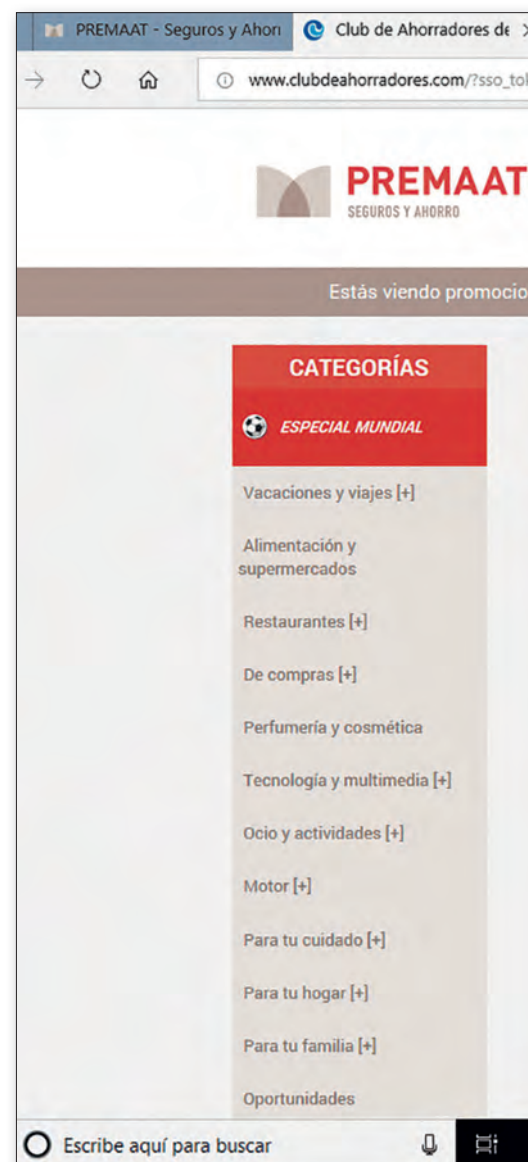 PREMAAT - Seguros y Ahorr
Club de Ahorradores de
www.clubdeahorradores.com/?sso_tok
PREMAAT
SEGUROS Y AHORRO
Estás viendo promocio
CATEGORÍAS
ESPECIAL MUNDIAL
Vacaciones y viajes [+]
Alimentación y
supermercados
Restaurantes [+]
De compras [+]
Perfumería y cosmética
Tecnología y multimedia [+]
Ocio y actividades [+]
Motor [+]
Para tu cuidado [+]
Para tu hogar [+]
Para tu familia [+]
Oportunidades
Escribe aquí para buscar